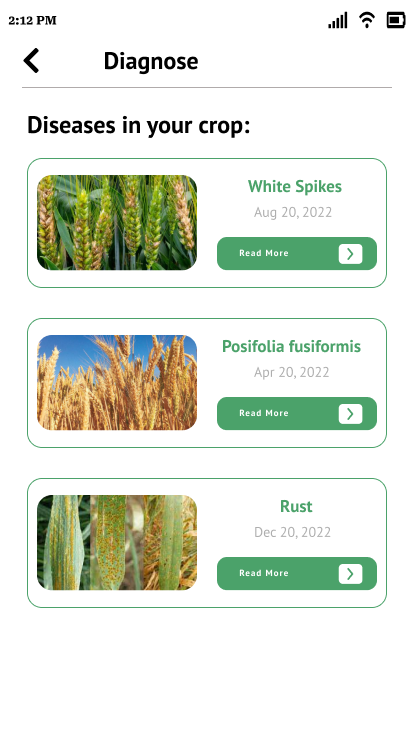 2:12 PM
Diagnose
Diseases in your crop:
White Spikes
Aug 20, 2022
Read More
Posifolia fusiformis
Apr 20, 2022
Read More
Rust
Dec 20, 2022
Read More